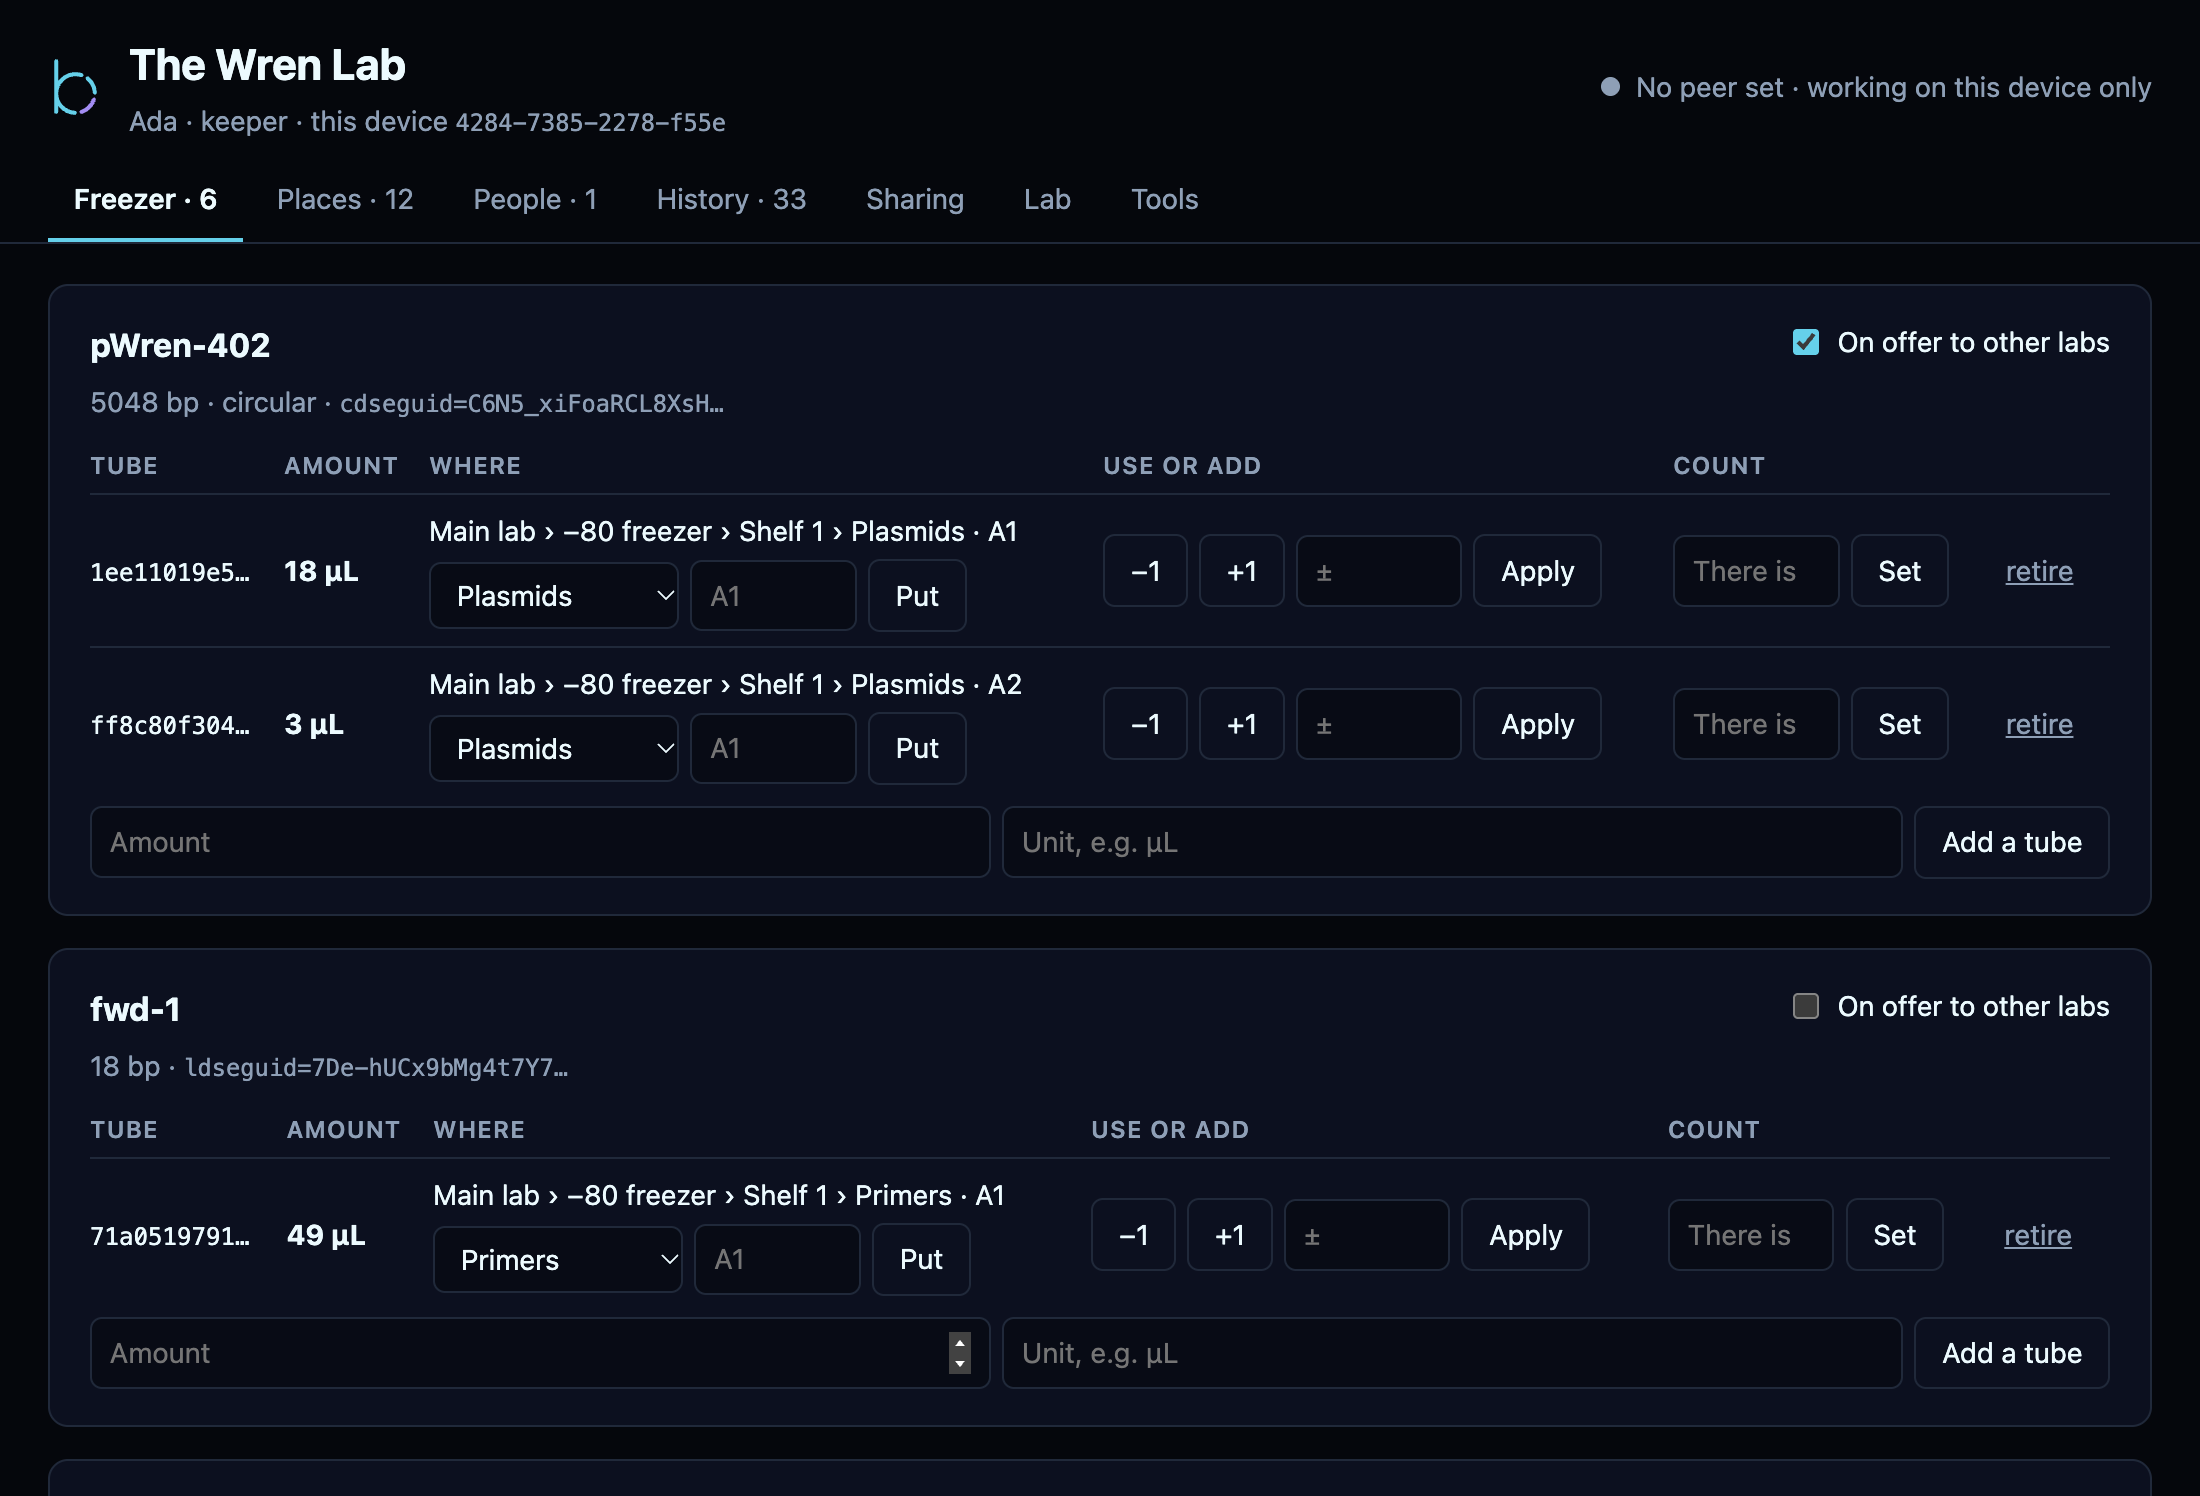 The Wren Lab
Ada · keeper · this device 4284-7385-2278-f55e
No peer set · working on this device only
Freezer · 6 Places · 12 People · 1 History · 33 Sharing Lab Tools
pWren-402
On offer to other labs
5048 bp · circular · cdseguid=C6N5_xiFoaRCL8XsH…
TUBE AMOUNT WHERE USE OR ADD COUNT
Main lab › −80 freezer › Shelf 1 › Plasmids · A1
1ee11019e5… 18 µL Plasmids A1 Put −1 +1 ± Apply There is Set retire
Main lab › −80 freezer › Shelf 1 › Plasmids · A2
ff8c80f304… 3 µL Plasmids A1 Put −1 +1 ± Apply There is Set retire
Amount Unit, e.g. µL Add a tube
fwd-1
On offer to other labs
18 bp · ldseguid=7De-hUCx9bMg4t7Y7…
TUBE AMOUNT WHERE USE OR ADD COUNT
Main lab › −80 freezer › Shelf 1 › Primers · A1
71a0519791… 49 µL Primers A1 Put −1 +1 ± Apply There is Set retire
Amount Unit, e.g. µL Add a tube